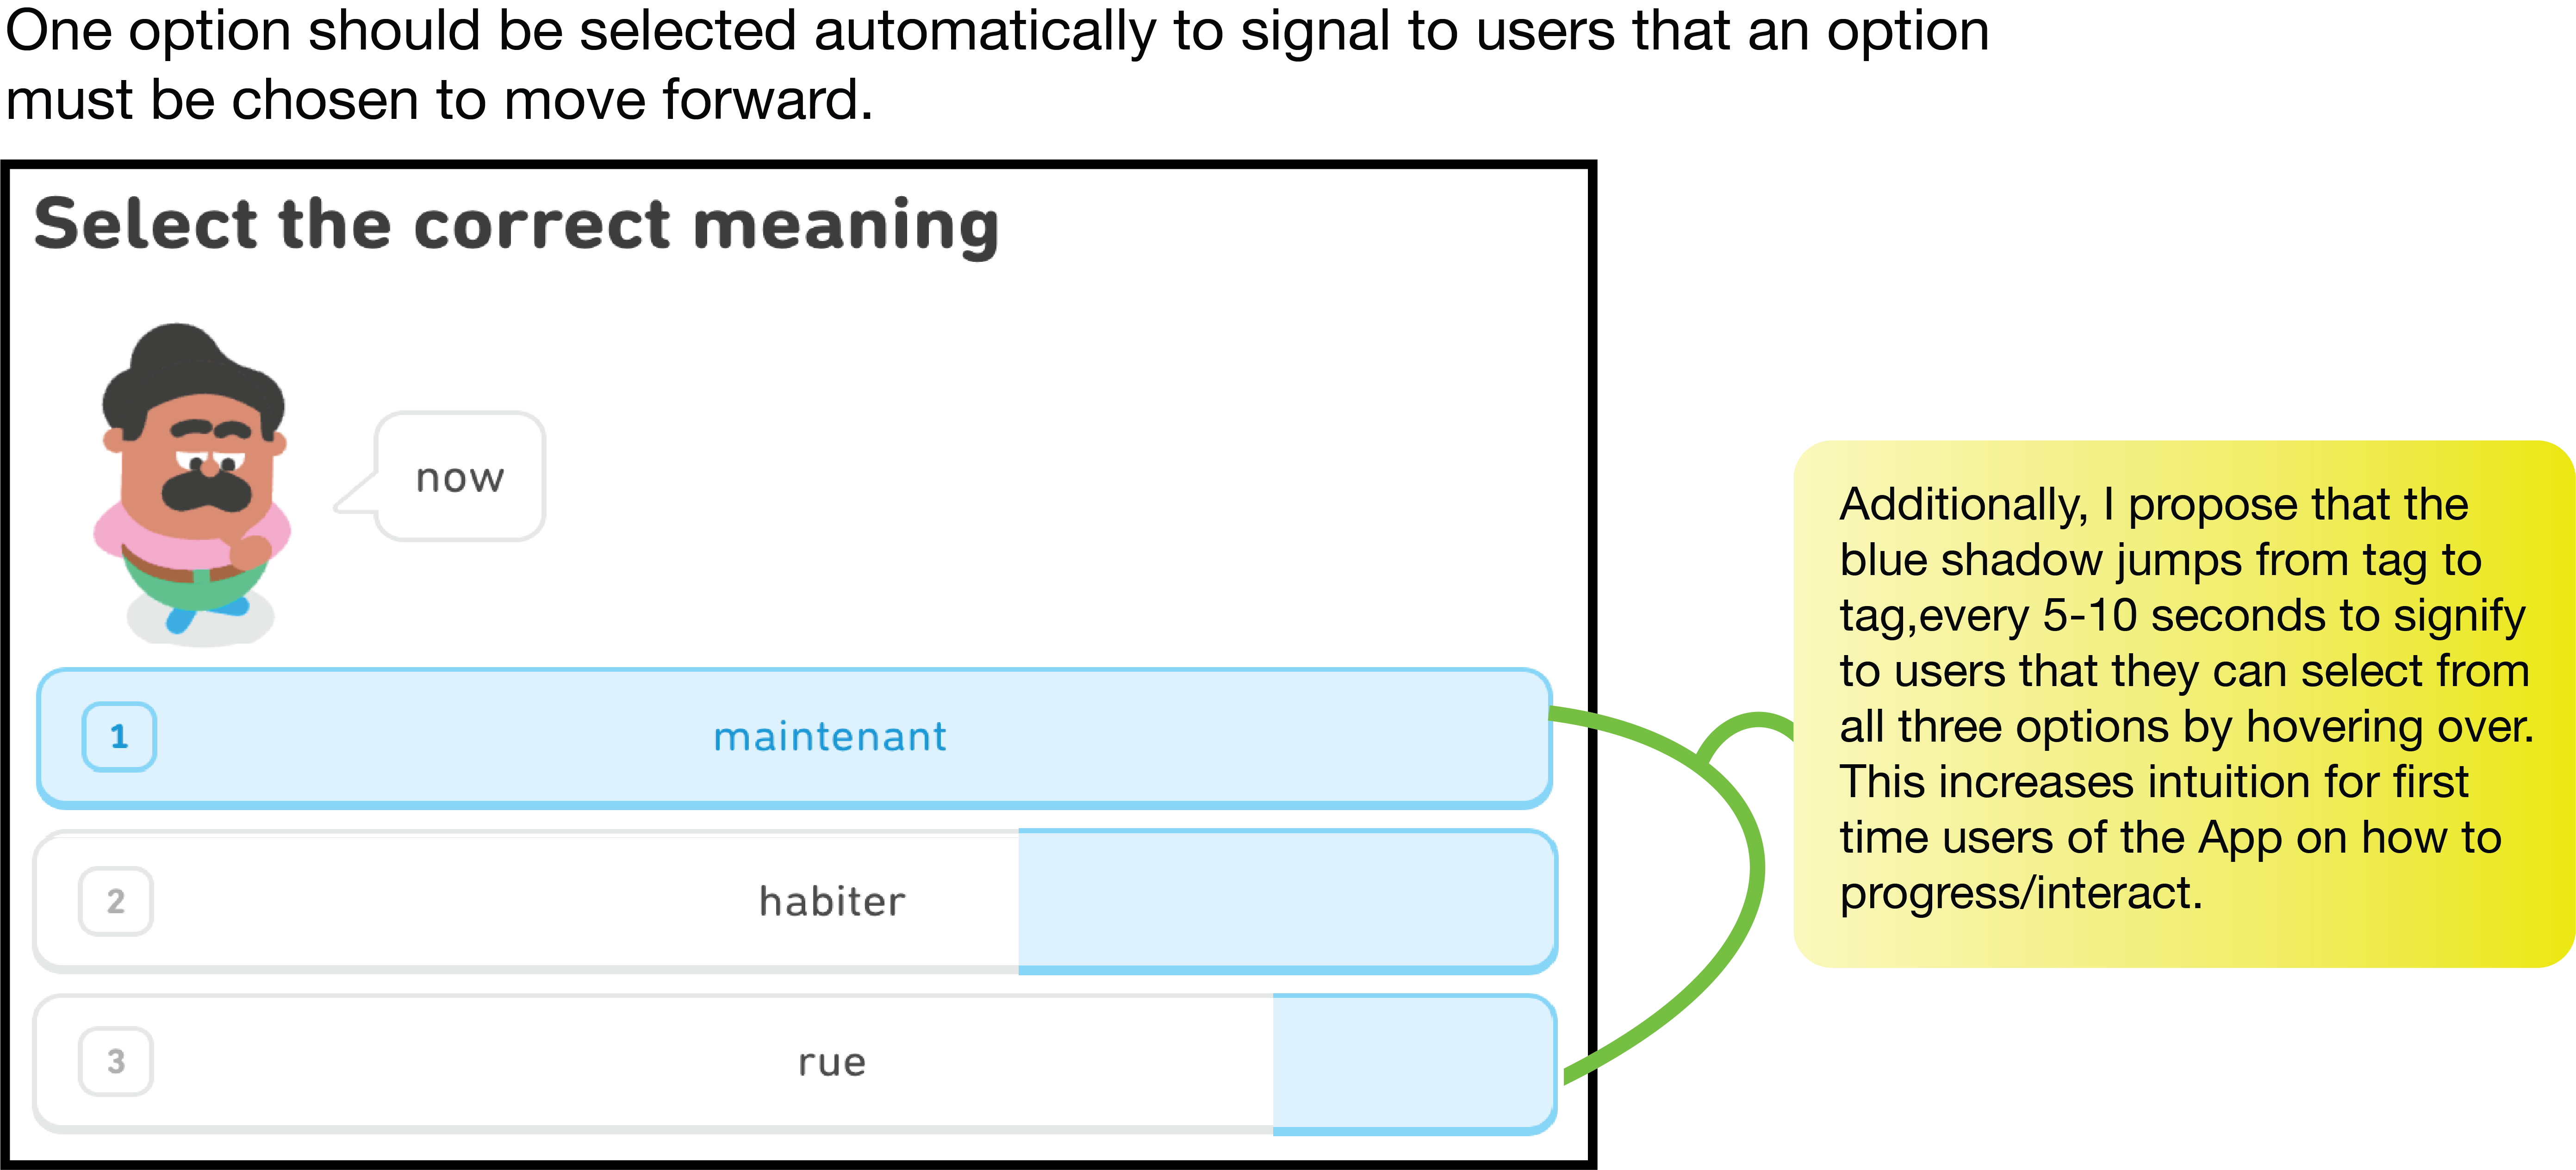 One option should be selected automatically to signal to users that an option
must be chosen to move forward.
Select the correct meaning
now
1 maintenant
2 habiter
3 rue
Additionally, I propose that the
blue shadow jumps from tag to
tag,every 5-10 seconds to signify
to users that they can select from
all three options by hovering over.
This increases intuition for first
time users of the App on how to
progress/interact.